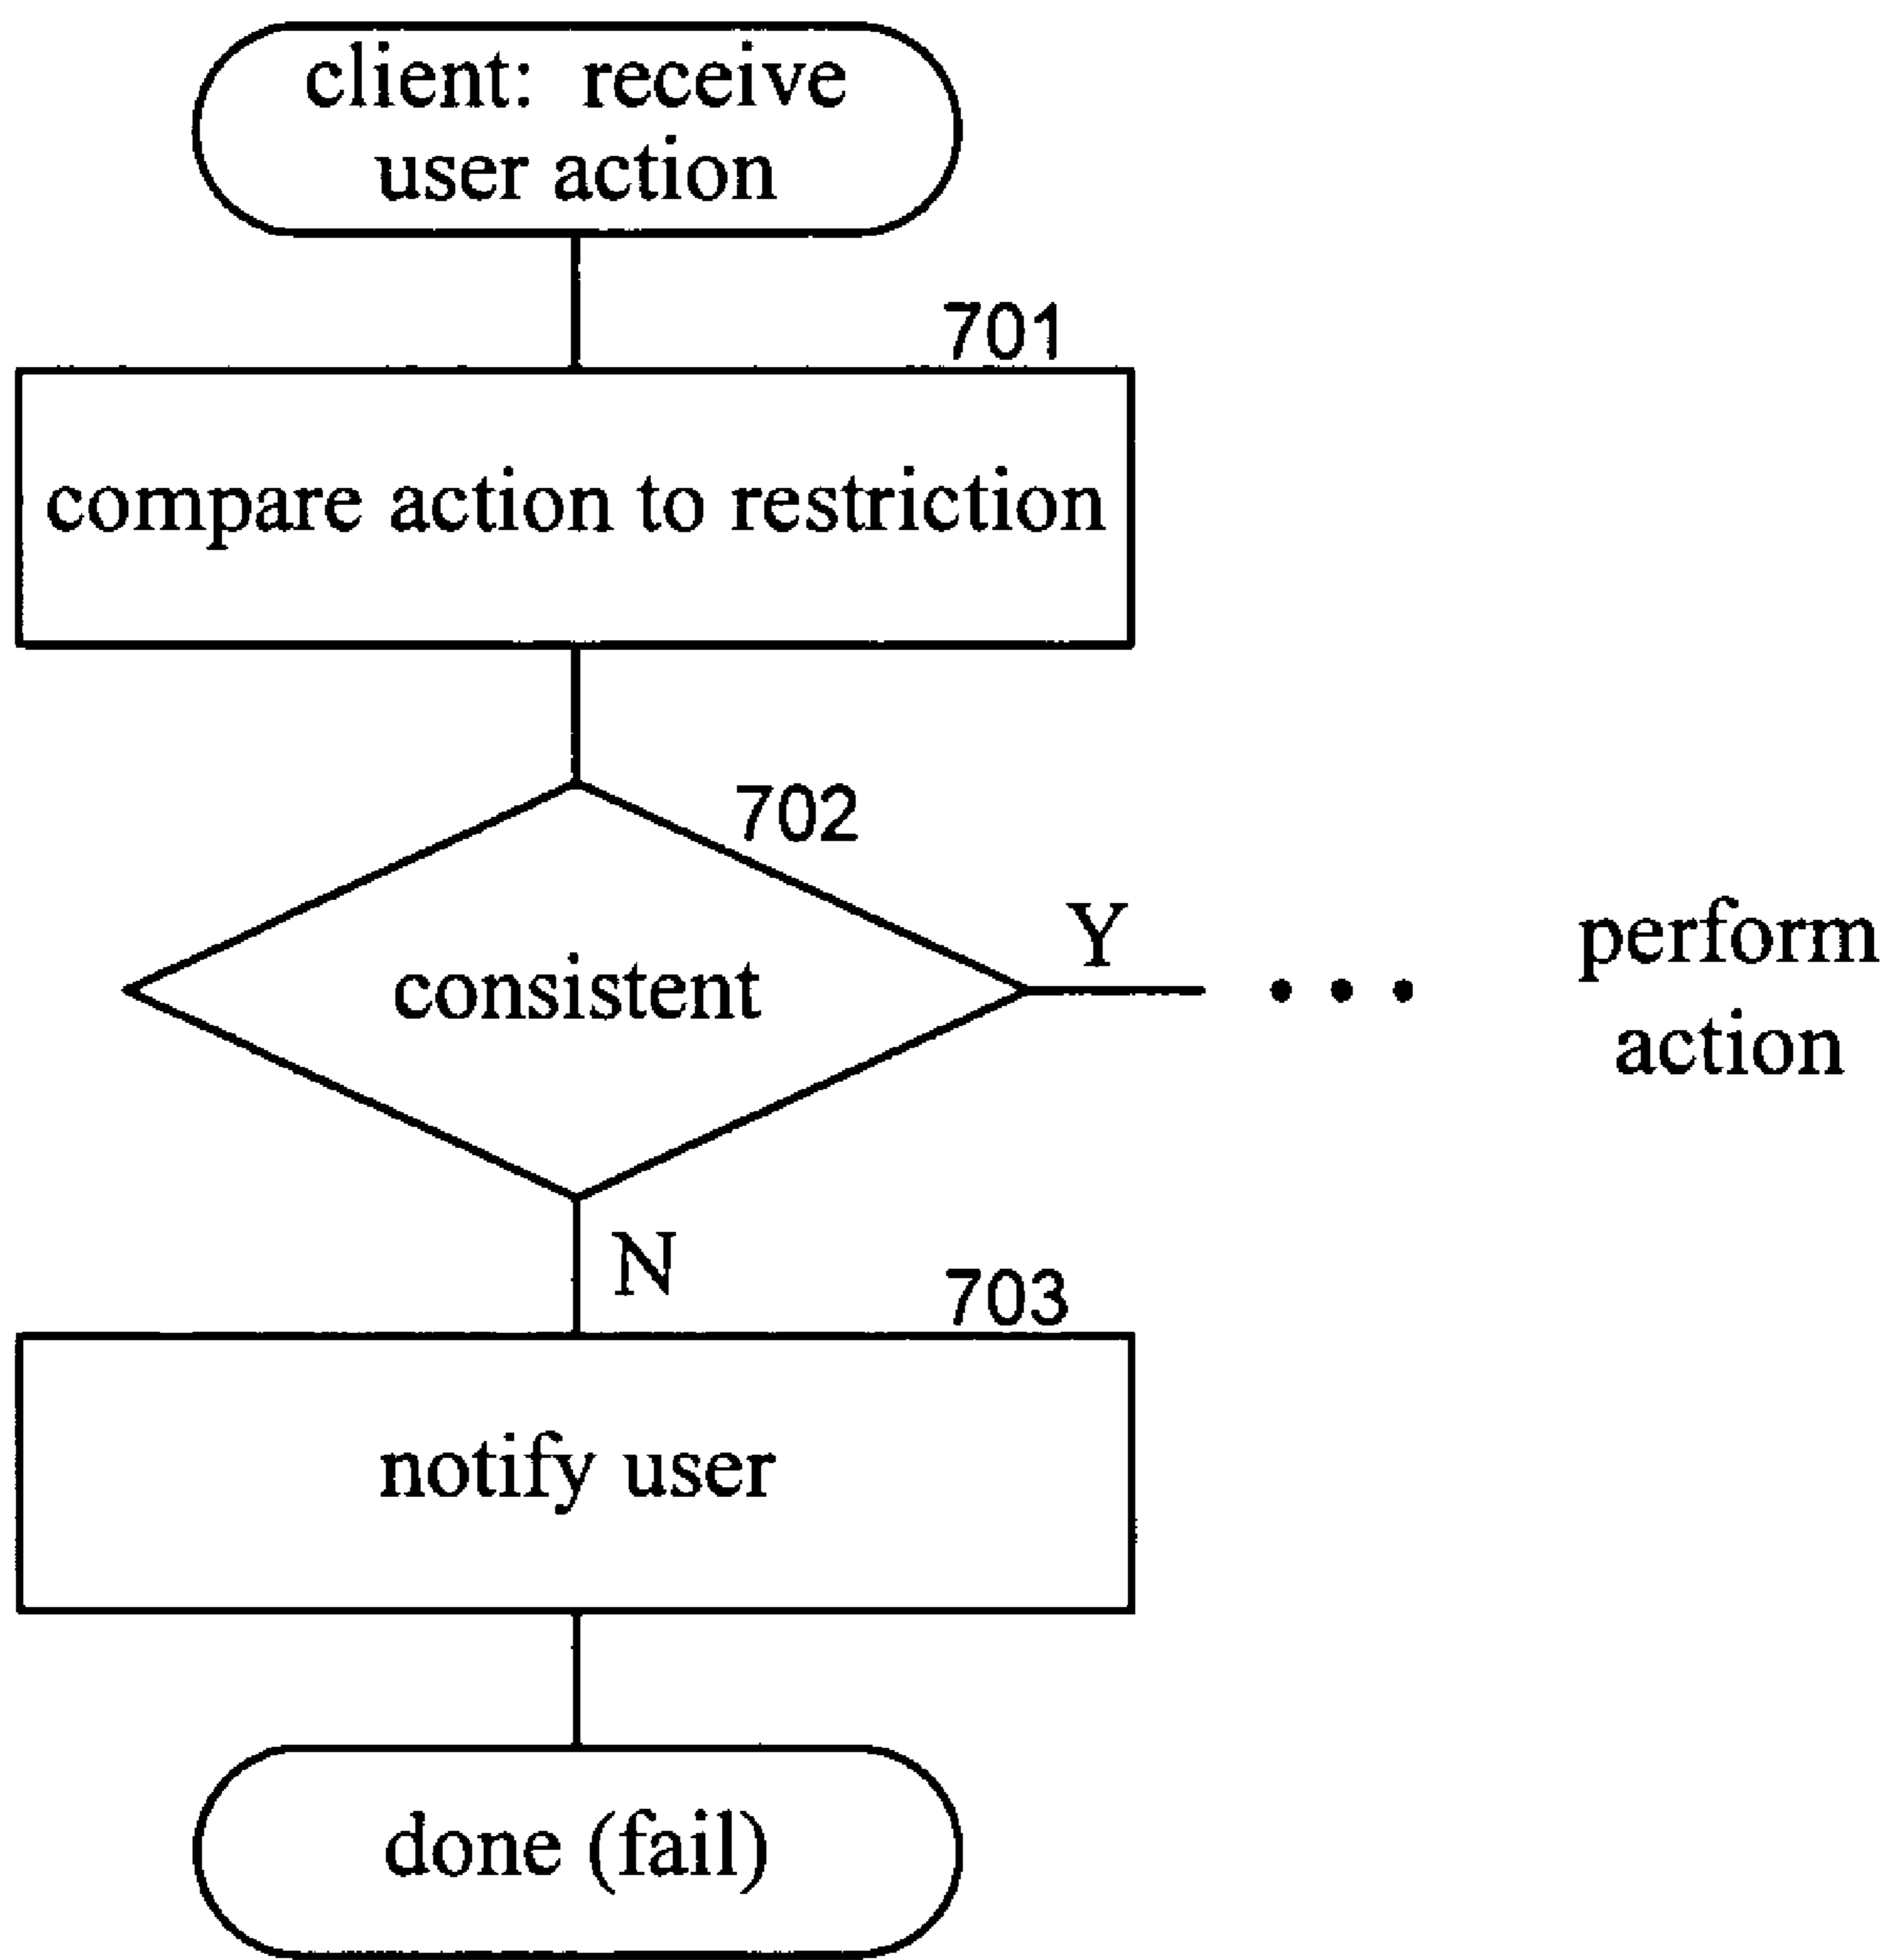 client: receive
user action
701
compare action to restriction
702
consistent
Y
• • •
perform
action
N
703
notify user
done (fail)